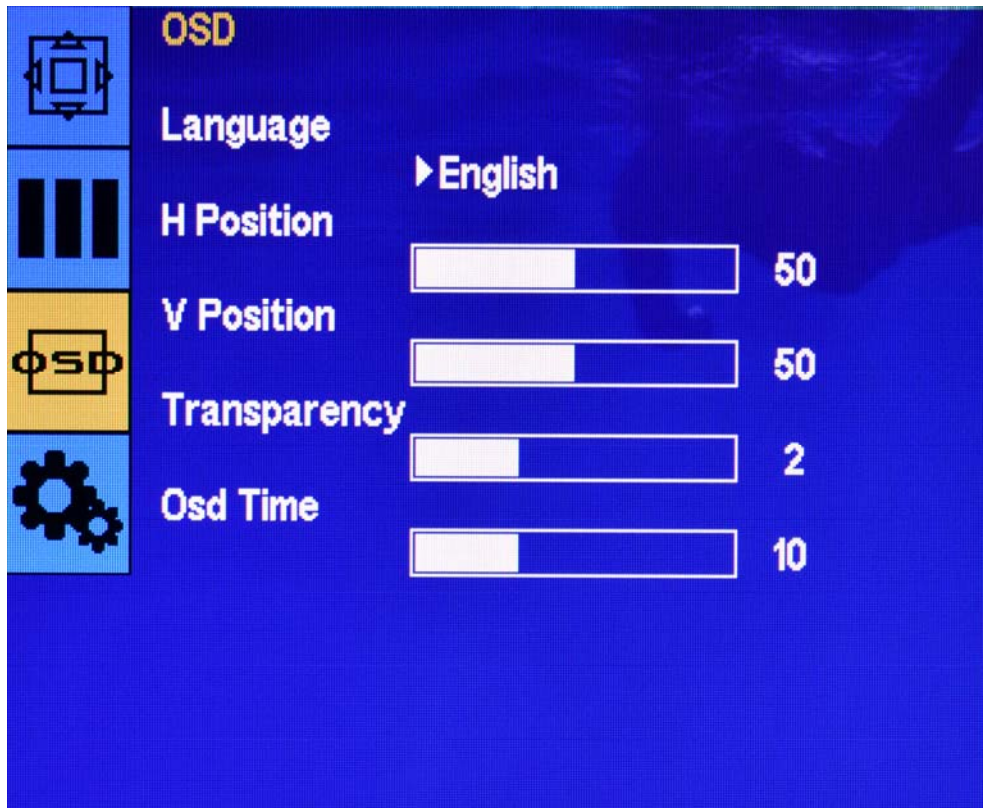 OSD
Language
▶English
H Position
50
V Position
50
OSD
Transparency
2
Osd Time
10